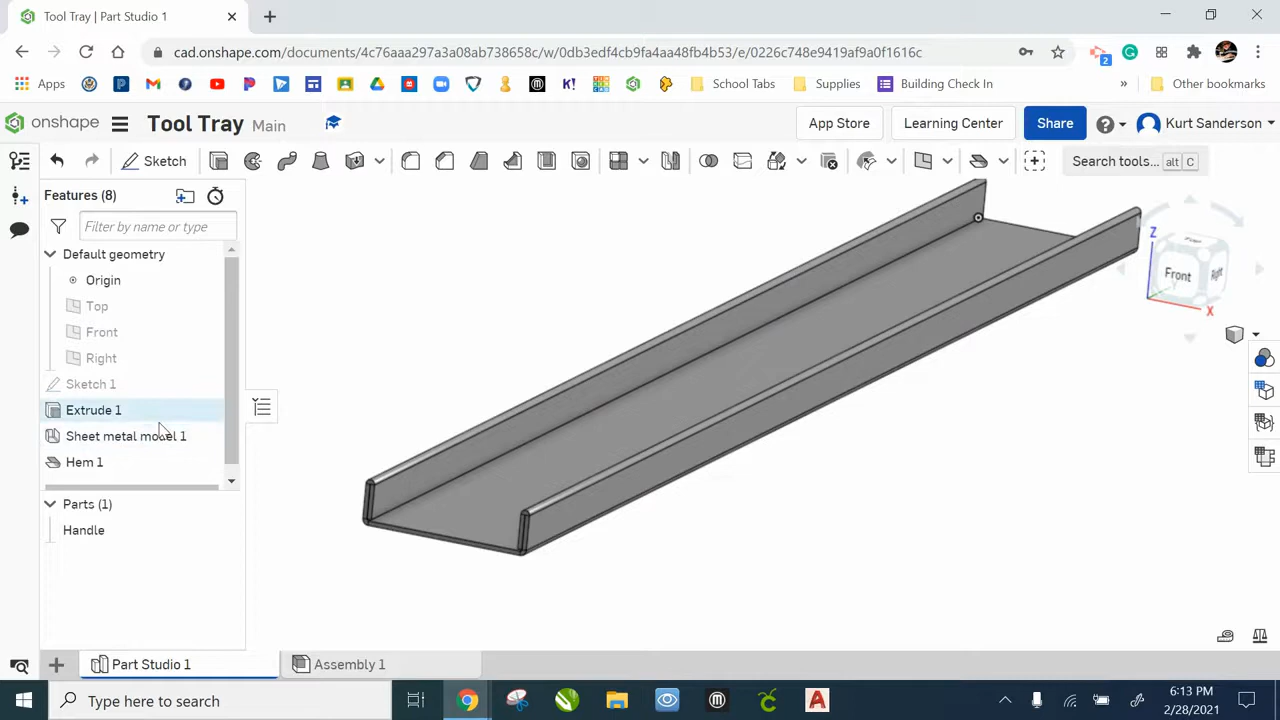 Tool Tray | Part Studio 1
cad.onshape.com/documents/4c76aaa297a3a08ab738658c/w/0db3edf4cb9fa4aa48fb4b53/e/0226c748e9419af9a0f1616c
2
Apps
K!
School Tabs
Supplies
Building Check In
»
Other bookmarks
onshape
Tool Tray Main
App Store
Learning Center
Share
Kurt Sanderson
Sketch
Search tools... alt C
Features (8)
Filter by name or type
Default geometry
Origin
Top
Front
Right
Sketch 1
Extrude 1
Sheet metal model 1
Hem 1
Parts (1)
Handle
Z
Front
Right
X
Part Studio 1
Assembly 1
Type here to search
6:13 PM
2/28/2021